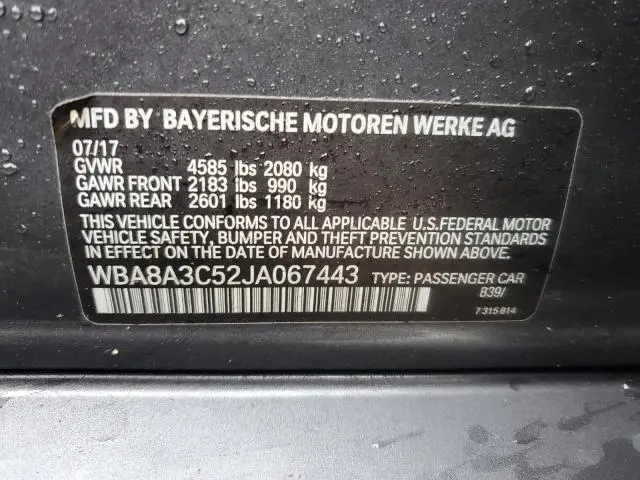 MFD BY BAYERISCHE MOTOREN WERKE AG
07/17
GVWR 4585 lbs 2080 kg
GAWR FRONT 2183 lbs 990 kg
GAWR REAR 2601 lbs 1180 kg
THIS VEHICLE CONFORMS TO ALL APPLICABLE U.S.FEDERAL MOTOR
VEHICLE SAFETY, BUMPER AND THEFT PREVENTION STANDARDS
IN EFFECT ON THE DATE OF MANUFACTURE SHOWN ABOVE.
WBA8A3C52JA067443 TYPE: PASSENGER CAR
B39/
7 315 814